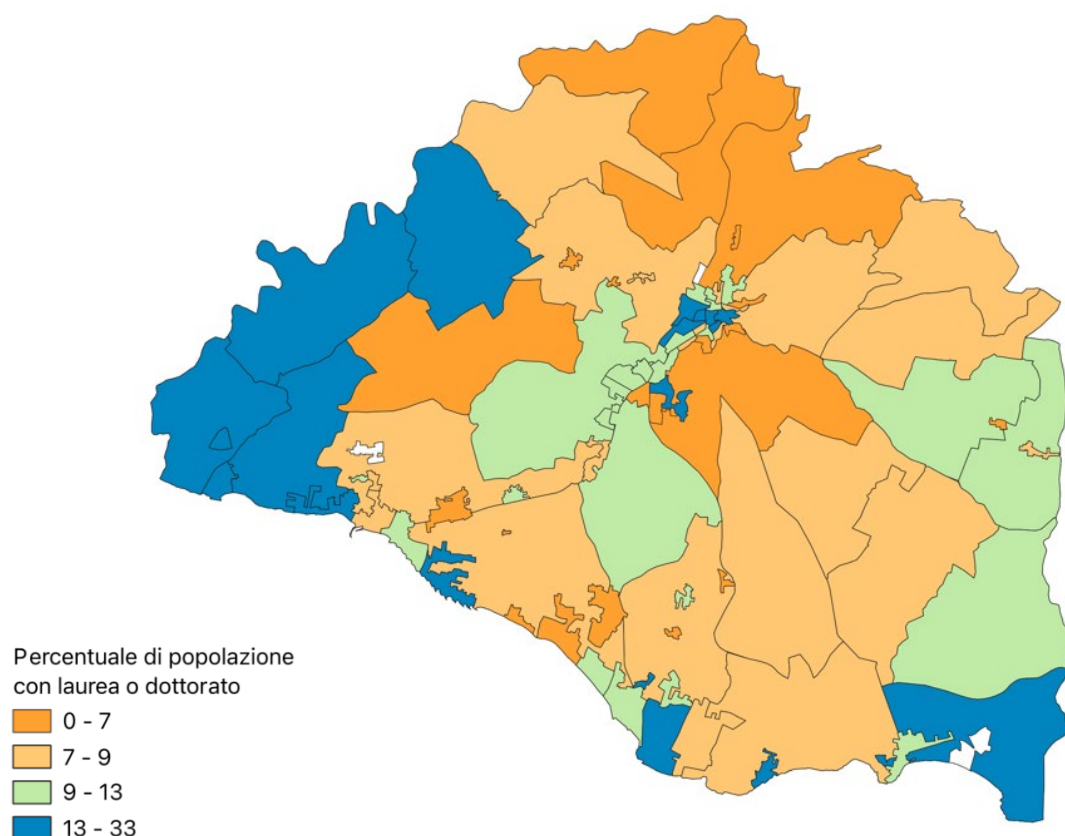 Percentuale di popolazione
con laurea o dottorato
0 - 7
7 - 9
9 - 13
13 - 33